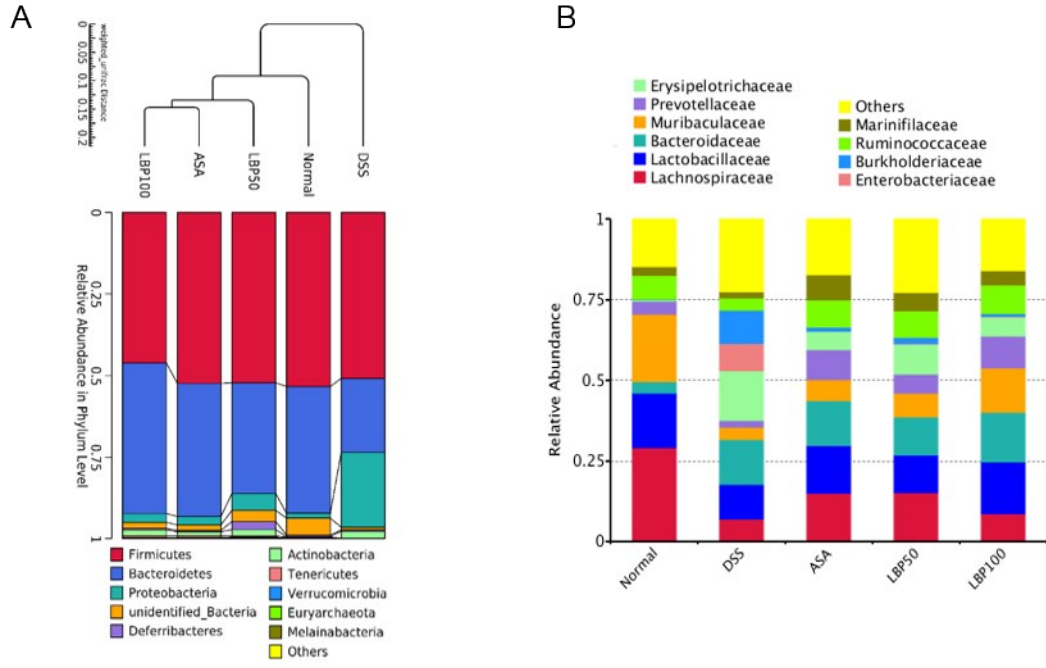 A
weighted_unifrac Distance
0
0.05
0.1
0.15
0.2
LBP100
ASA
LBP50
Normal
DSS
Relative Abundance in Phylum Level
0
0.25
0.5
0.75
1
Firmicutes
Bacteroidetes
Proteobacteria
unidentified_Bacteria
Deferribacteres
Actinobacteria
Tenericutes
Verrucomicrobia
Euryarchaeota
Melainabacteria
Others
B
Erysipelotrichaceae
Prevotellaceae
Muribaculaceae
Bacteroidaceae
Lactobacillaceae
Lachnospiraceae
Others
Marinifilaceae
Ruminococcaceae
Burkholderiaceae
Enterobacteriaceae
Relative Abundance
1
0.75
0.5
0.25
0
Normal
DSS
ASA
LBP50
LBP100